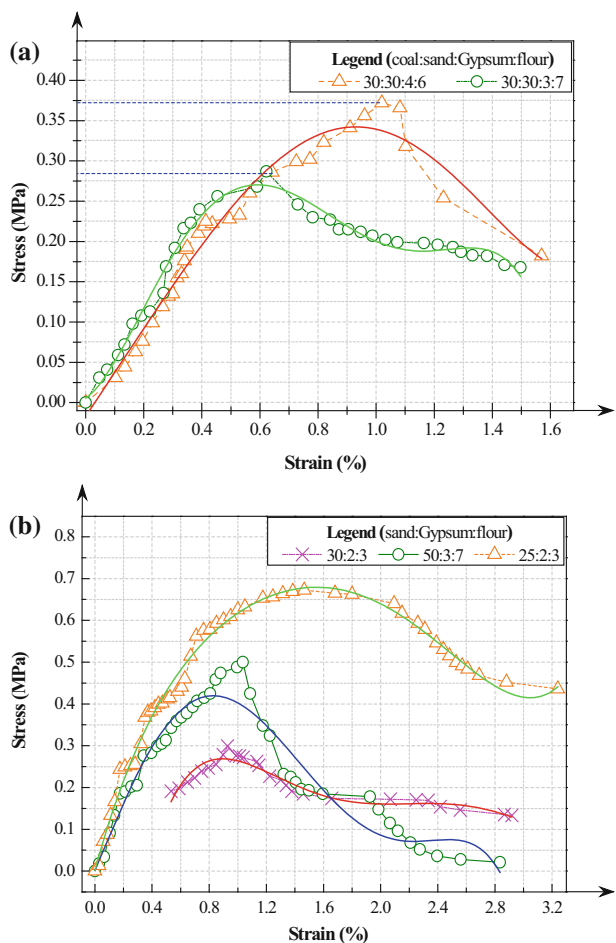 (a)
Legend (coal:sand:Gypsum:flour)
30:30:4:6 30:30:3:7
0.40
0.35
0.30
0.25
0.20
0.15
0.10
0.05
0.00
Stress (MPa)
0.0 0.2 0.4 0.6 0.8 1.0 1.2 1.4 1.6
Strain (%)
(b)
Legend (sand:Gypsum:flour)
30:2:3 50:3:7 25:2:3
0.8
0.7
0.6
0.5
0.4
0.3
0.2
0.1
0.0
Stress (MPa)
0.0 0.4 0.8 1.2 1.6 2.0 2.4 2.8 3.2
Strain (%)